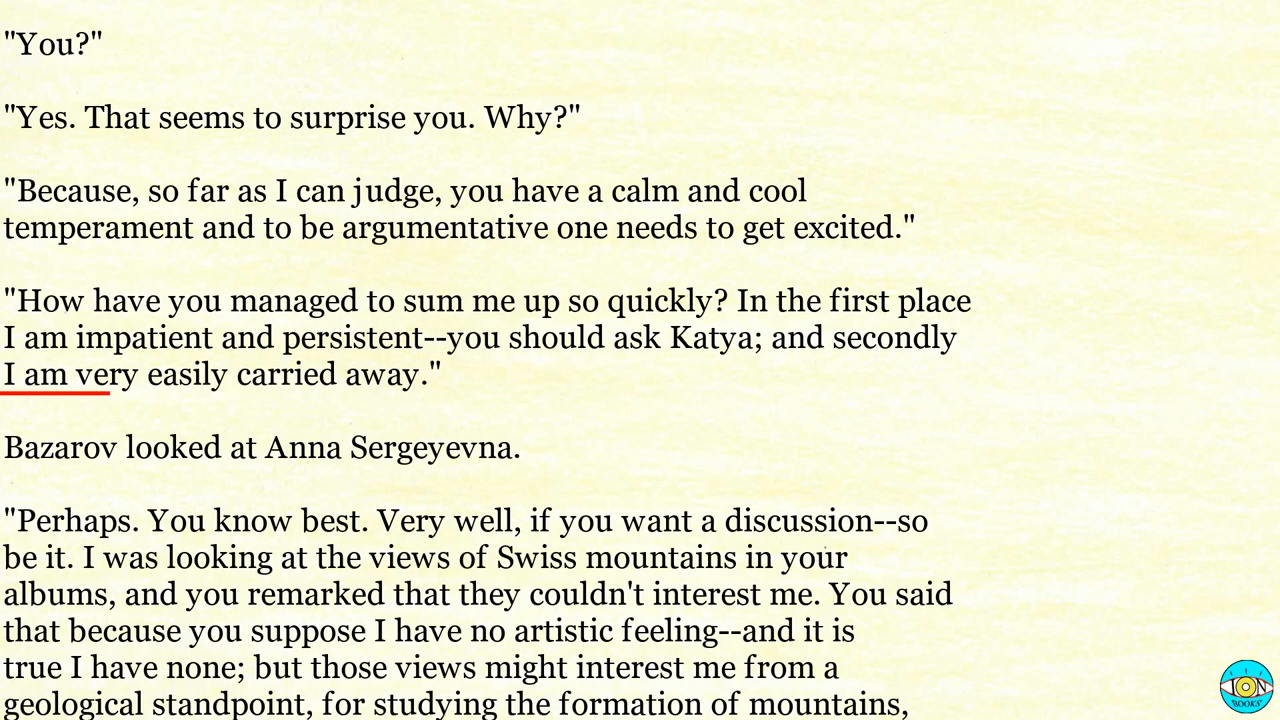 "You?"
"Yes. That seems to surprise you. Why?"
"Because, so far as I can judge, you have a calm and cool
temperament and to be argumentative one needs to get excited."
"How have you managed to sum me up so quickly? In the first place
I am impatient and persistent--you should ask Katya; and secondly
I am very easily carried away."
Bazarov looked at Anna Sergeyevna.
"Perhaps. You know best. Very well, if you want a discussion--so
be it. I was looking at the views of Swiss mountains in your
albums, and you remarked that they couldn't interest me. You said
that because you suppose I have no artistic feeling--and it is
true I have none; but those views might interest me from a
geological standpoint, for studying the formation of mountains,
ION
BOOKS